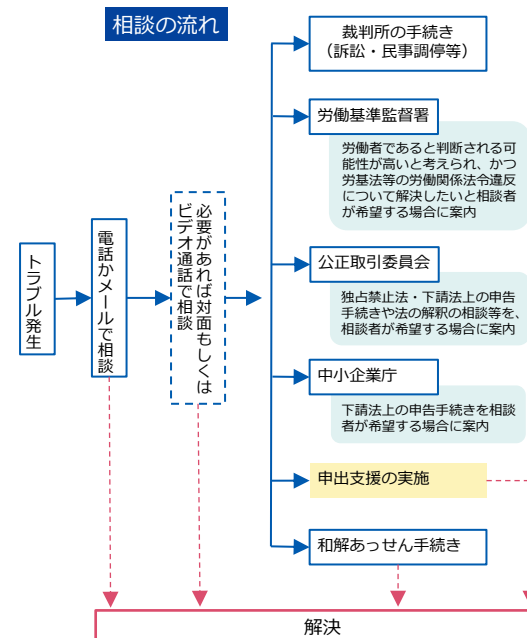 相談の流れ
トラブル発生
電話かメールで相談
必要があれば対面もしくは
ビデオ通話で相談
裁判所の手続き
（訴訟・民事調停等）
労働基準監督署
労働者であると判断される可
能性が高いと考えられ、かつ
労基法等の労働関係法令違反
について解決したいと相談者
が希望する場合に案内
公正取引委員会
独占禁止法・下請法上の申告
手続きや法の解釈の相談等を、
相談者が希望する場合に案内
中小企業庁
下請法上の申告手続きを相談
者が希望する場合に案内
申出支援の実施
和解あっせん手続き
解決